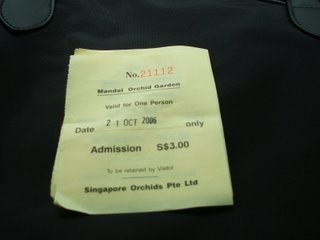 No.21112
Mandai Orchid Garden
Valid for One Person
Date 21 OCT 2006 only
Admission S$3.00
To be retained by Visitor
Singapore Orchids Pte Ltd